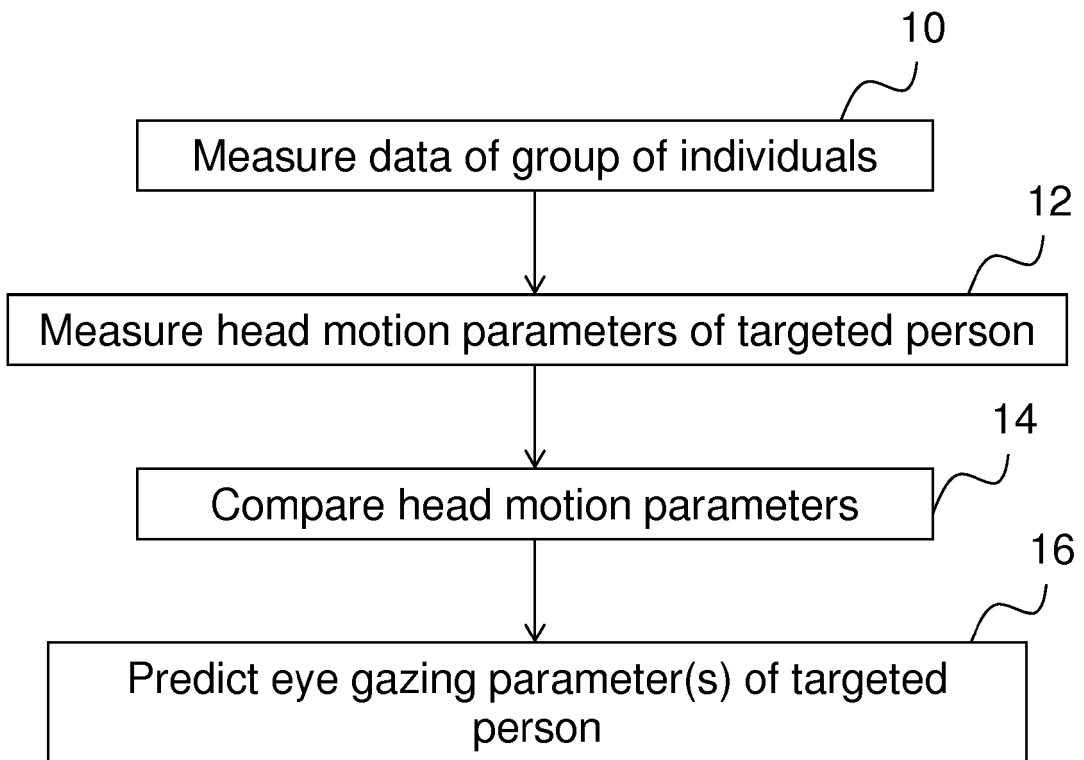 10
Measure data of group of individuals
12
Measure head motion parameters of targeted person
14
Compare head motion parameters
16
Predict eye gazing parameter(s) of targeted
person